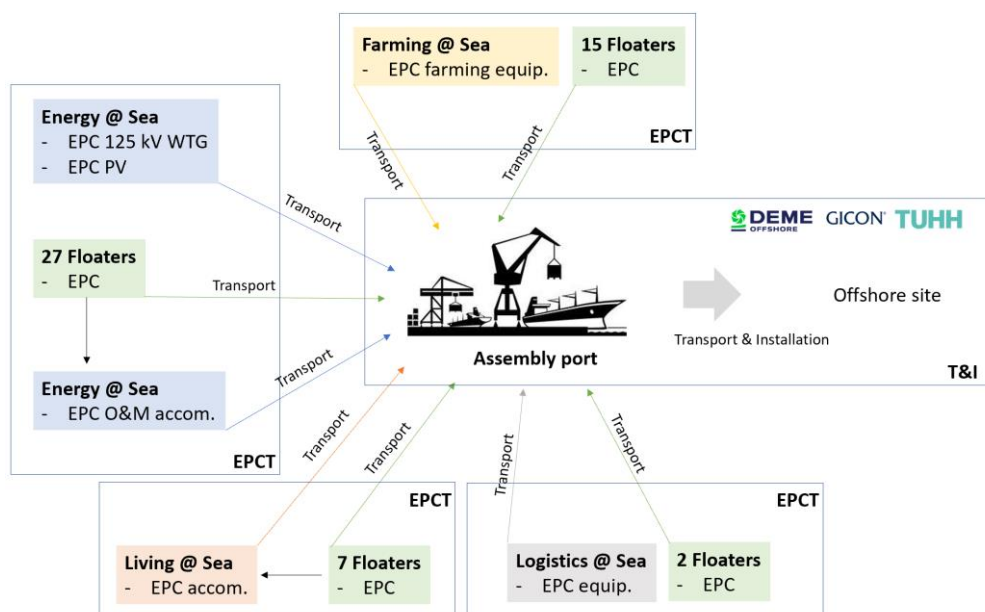 Farming @ Sea
- EPC farming equip.
15 Floaters
- EPC
EPCT
Transport
Transport
Energy @ Sea
- EPC 125 kV WTG
- EPC PV
Transport
27 Floaters
- EPC
Transport
Energy @ Sea
- EPC O&M accom.
Transport
EPCT
DEME
OFFSHORE
GICON®
TUHH
Assembly port
Transport & Installation
Offshore site
T&I
Transport
Transport
EPCT
Living @ Sea
- EPC accom.
7 Floaters
- EPC
Transport
Transport
EPCT
Logistics @ Sea
- EPC equip.
2 Floaters
- EPC